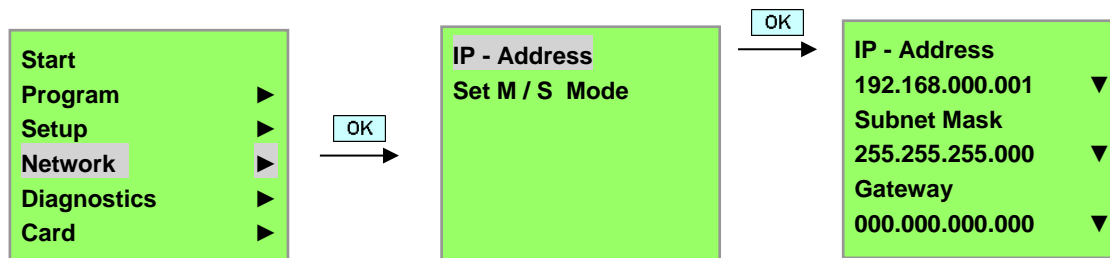 Start
Program ►
Setup ►
Network ►
Diagnostics ►
Card ►
OK
IP - Address
Set M / S Mode
OK
IP - Address
192.168.000.001 ▼
Subnet Mask
255.255.255.000 ▼
Gateway
000.000.000.000 ▼